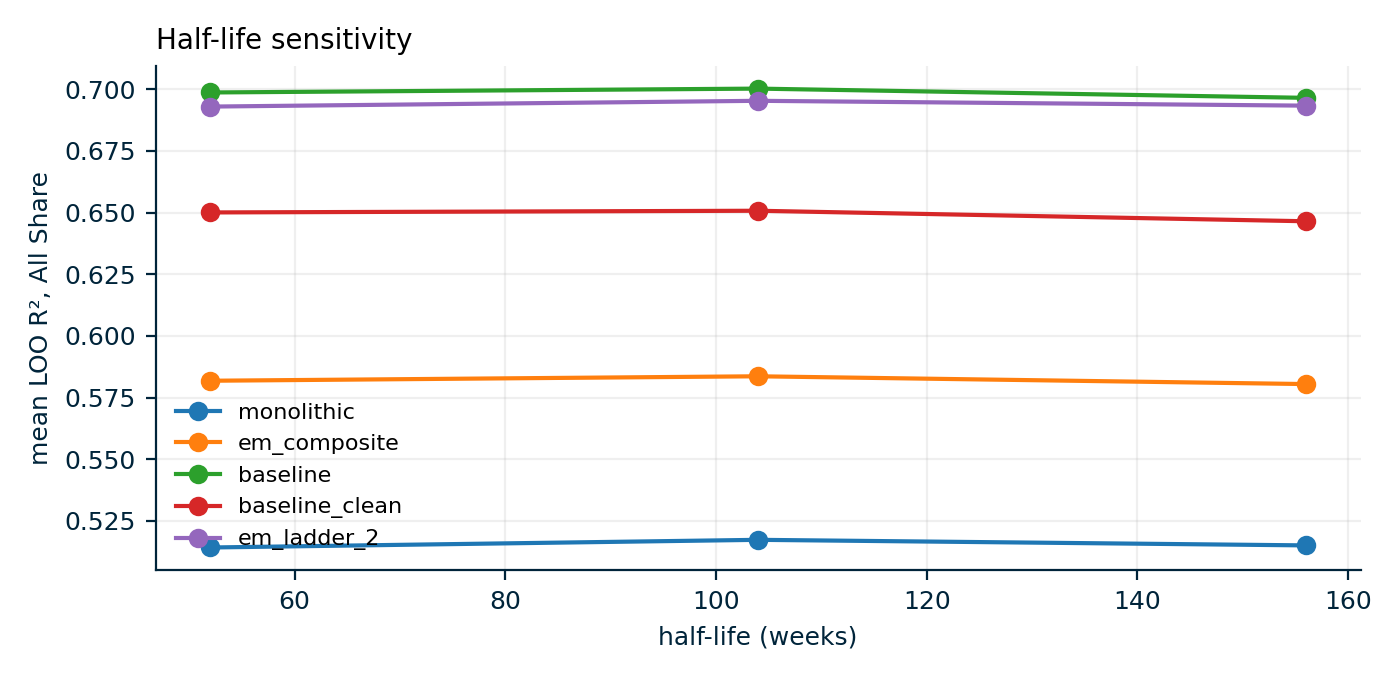 Half-life sensitivity
mean LOO R², All Share
0.700
0.675
0.650
0.625
0.600
0.575
0.550
0.525
monolithic
em_composite
baseline
baseline_clean
em_ladder_2
60 80 100 120 140 160
half-life (weeks)